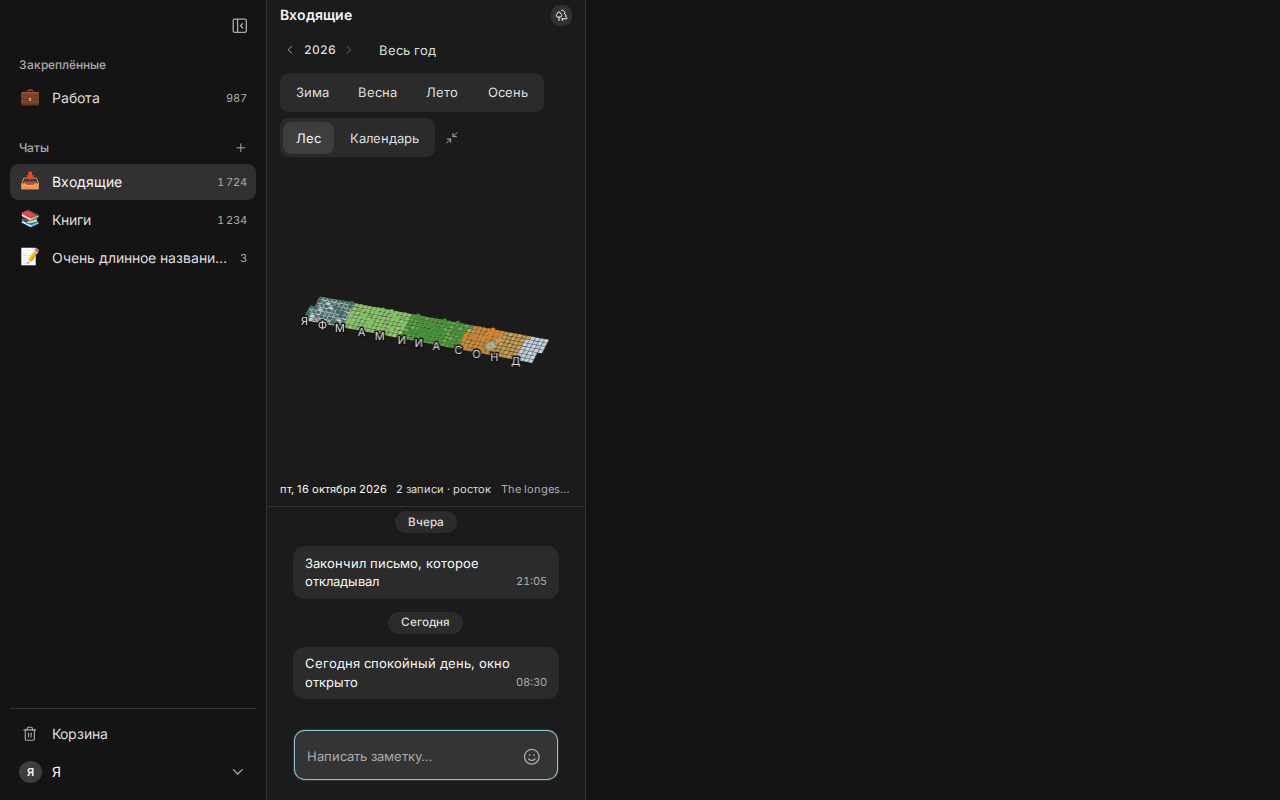 Закреплённые
💼 Работа 987
Чаты
📥 Входящие 1 724
📚 Книги 1 234
📝 Очень длинное названи... 3
Корзина
Я Я
Входящие
2026 Весь год
Зима Весна Лето Осень
Лес Календарь
Я Ф М А М И И А С О Н Д
пт, 16 октября 2026 2 записи · росток The longes...
Вчера
Закончил письмо, которое
откладывал 21:05
Сегодня
Сегодня спокойный день, окно
открыто 08:30
Написать заметку...